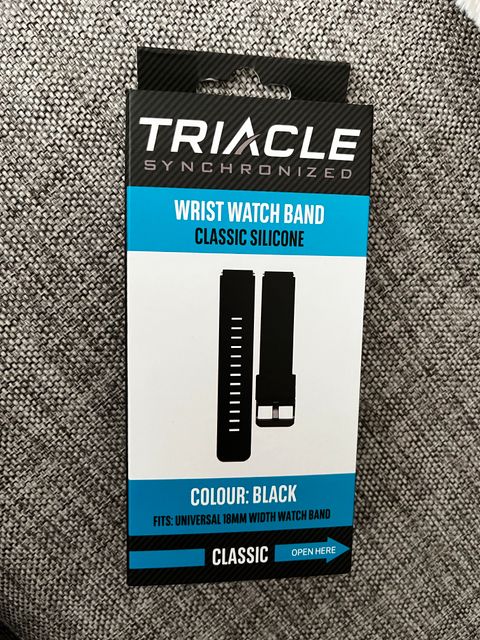 TRIACLE
SYNCHRONIZED
WRIST WATCH BAND
CLASSIC SILICONE
COLOUR: BLACK
FITS: UNIVERSAL 18MM WIDTH WATCH BAND
CLASSIC
OPEN HERE